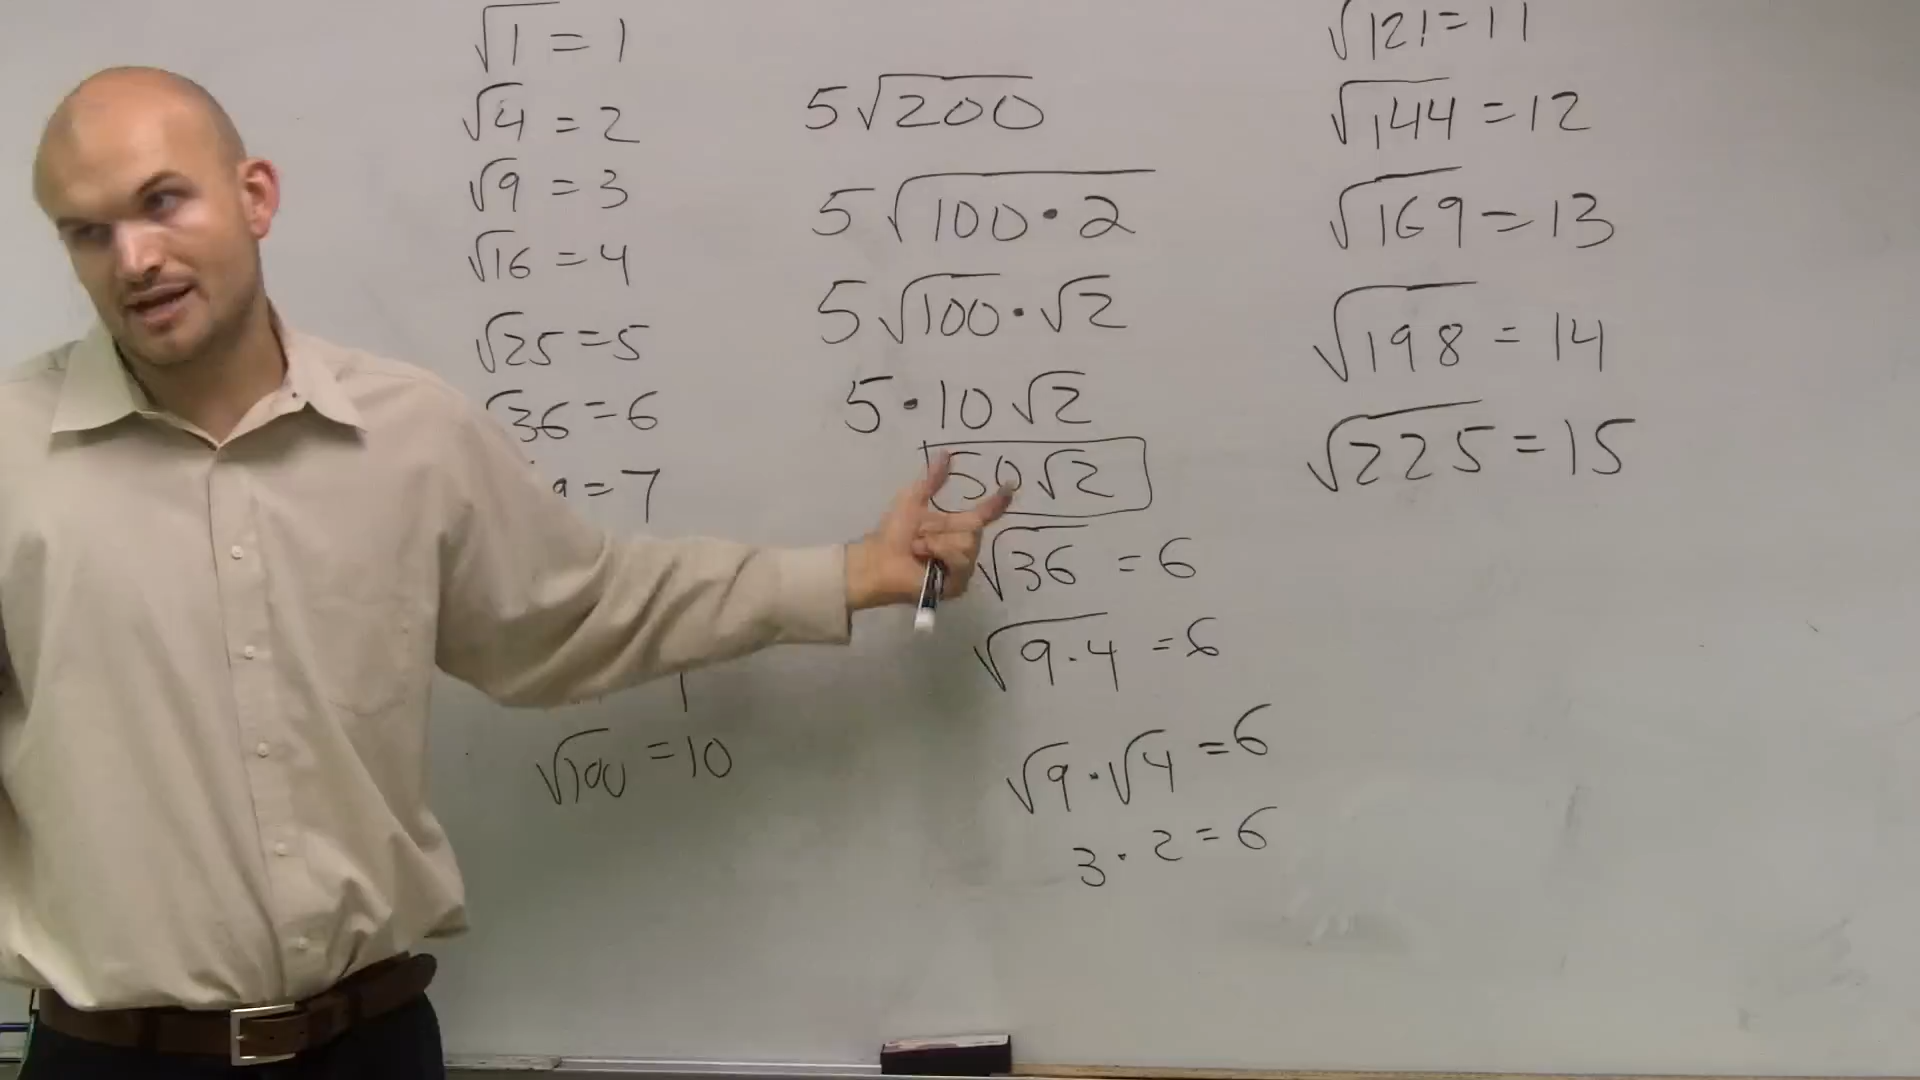 √1 = 1
√4 = 2
√9 = 3
√16 = 4
√25 = 5
√36 = 6
9 = 7
√100 = 10
5√200
5√100 · 2
5√100 · √2
5 · 10√2
50√2
√36 = 6
√9 · 4 = 6
√9 · √4 = 6
3 · 2 = 6
√121 = 11
√144 = 12
√169 = 13
√198 = 14
√225 = 15